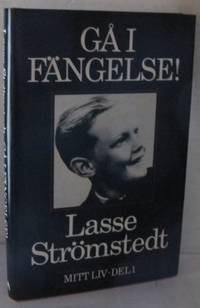 GÅ I
FÄNGELSE!
Lasse
Strömstedt
MITT LIV · DEL 1